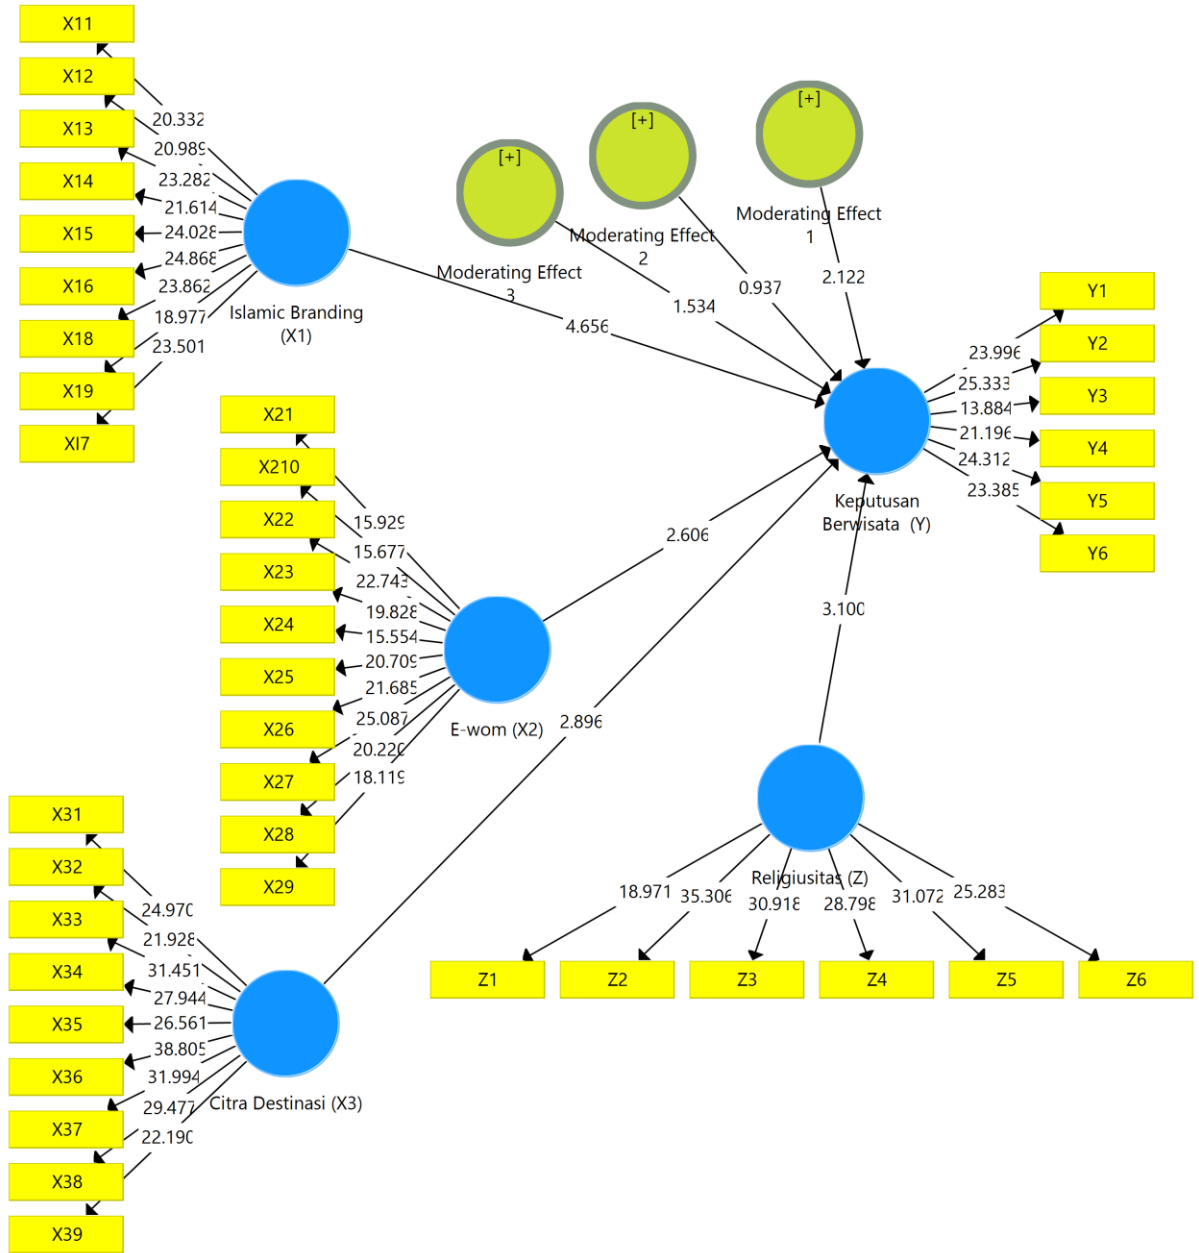 X11
X12
X13
X14
X15
X16
X18
X19
XI7
20.332
20.989
23.282
21.614
24.028
24.868
23.862
18.977
23.501
Islamic Branding
(X1)
[+]
Moderating Effect
3
[+]
Moderating Effect
2
[+]
Moderating Effect
1
4.656
1.534
0.937
2.122
Keputusan
Berwisata (Y)
23.996
25.333
13.884
21.196
24.312
23.385
Y1
Y2
Y3
Y4
Y5
Y6
X21
X210
X22
X23
X24
X25
X26
X27
X28
X29
15.929
15.677
22.743
19.828
15.554
20.709
21.685
25.087
20.220
18.119
E-wom (X2)
2.606
2.896
3.100
X31
X32
X33
X34
X35
X36
X37
X38
X39
24.970
21.928
31.451
27.944
26.561
38.805
31.994
29.477
22.190
Citra Destinasi (X3)
Religiusitas (Z)
18.971
35.306
30.918
28.798
31.072
25.283
Z1
Z2
Z3
Z4
Z5
Z6